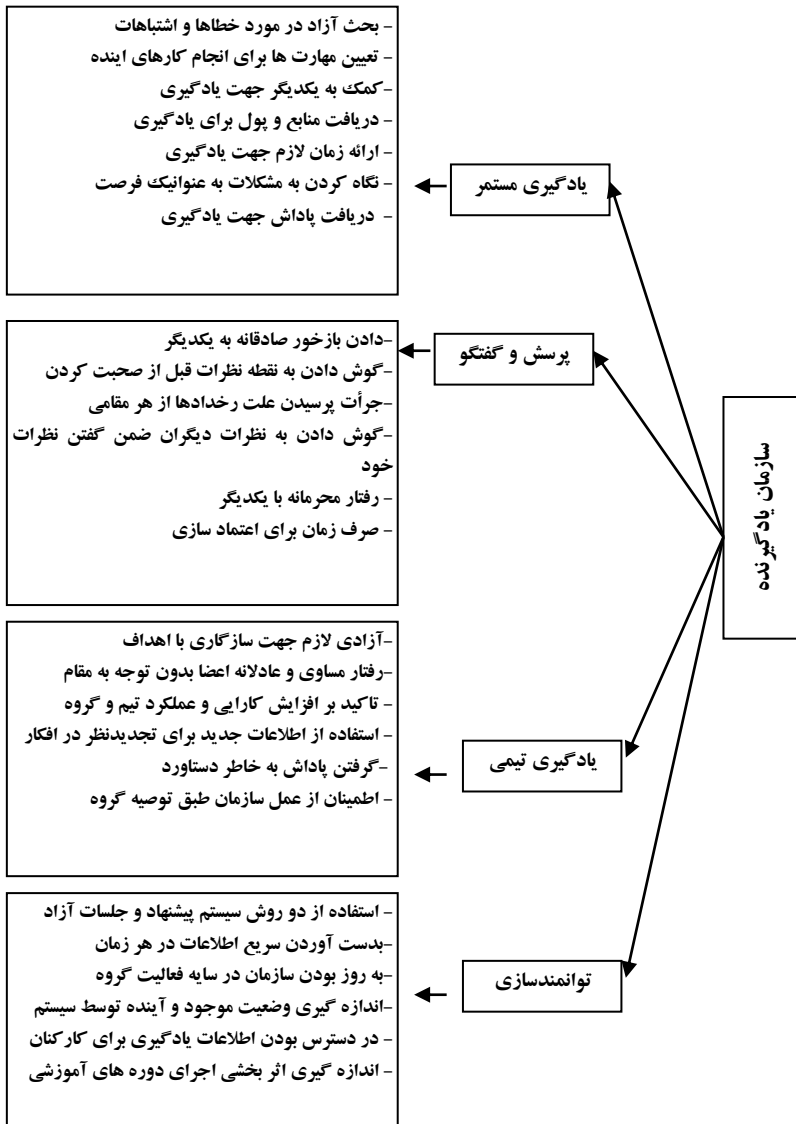 سازمان یادگیرنده
یادگیری مستمر
- بحث آزاد در مورد خطاها و اشتباهات
- تعیین مهارت ها برای انجام کارهای اینده
-کمک به یکدیگر جهت یادگیری
- دریافت منابع و پول برای یادگیری
- ارائه زمان لازم جهت یادگیری
- نگاه کردن به مشکلات به عنوانیک فرصت
- دریافت پاداش جهت یادگیری
پرسش و گفتگو
-دادن بازخور صادقانه به یکدیگر
-گوش دادن به نقطه نظرات قبل از صحبت کردن
-جرأت پرسیدن علت رخدادها از هر مقامی
-گوش دادن به نظرات دیگران ضمن گفتن نظرات
خود
- رفتار محرمانه با یکدیگر
- صرف زمان برای اعتماد سازی
یادگیری تیمی
-آزادی لازم جهت سازگاری با اهداف
-رفتار مساوی و عادلانه اعضا بدون توجه به مقام
- تاکید بر افزایش کارایی و عملکرد تیم و گروه
- استفاده از اطلاعات جدید برای تجدیدنظر در افکار
-گرفتن پاداش به خاطر دستاورد
- اطمینان از عمل سازمان طبق توصیه گروه
توانمندسازی
- استفاده از دو روش سیستم پیشنهاد و جلسات آزاد
-بدست آوردن سریع اطلاعات در هر زمان
-به روز بودن سازمان در سایه فعالیت گروه
-اندازه گیری وضعیت موجود و آینده توسط سیستم
- در دسترس بودن اطلاعات یادگیری برای کارکنان
- اندازه گیری اثر بخشی اجرای دوره های آموزشی